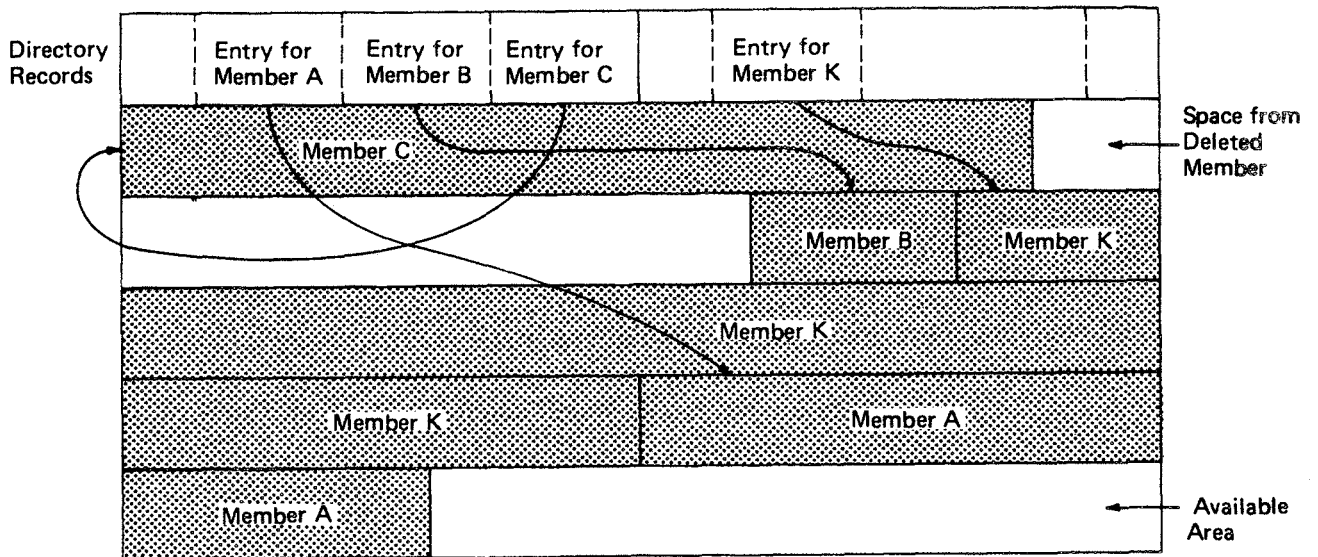 Directory
Records
Entry for
Member A
Entry for
Member B
Entry for
Member C
Entry for
Member K
Member C
Space from
Deleted
Member
Member B
Member K
Member K
Member K
Member A
Member A
Available
Area